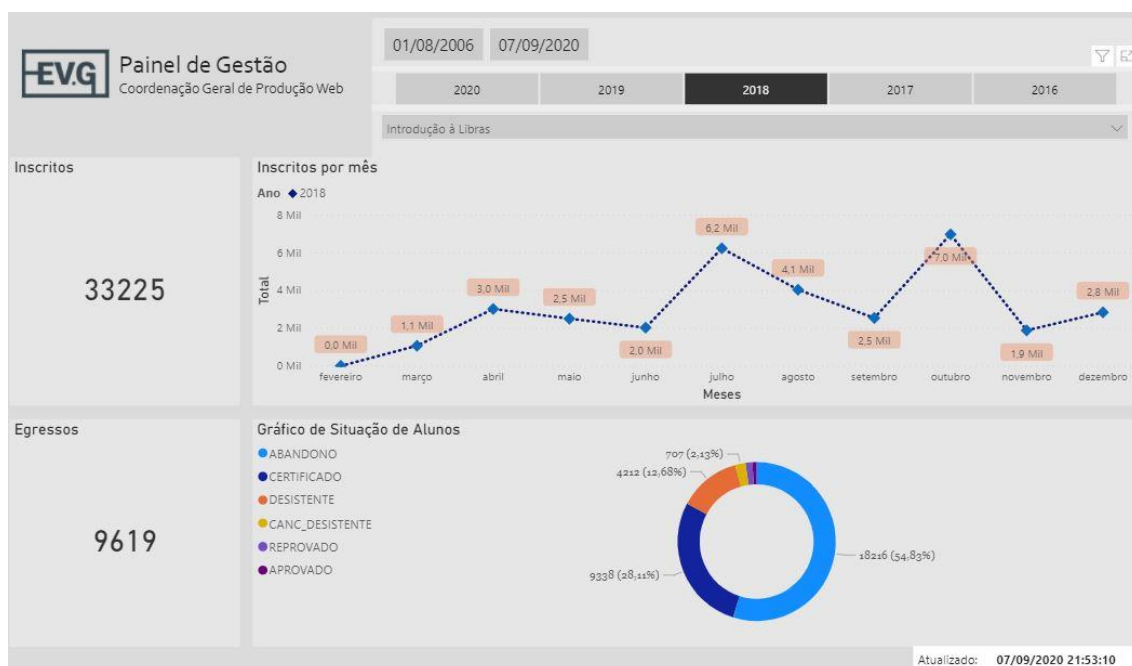 EV.G
Painel de Gestão
Coordenação Geral de Produção Web
01/08/2006 07/09/2020
2020 2019 2018 2017 2016
Introdução à Libras
Inscritos
33225
Inscritos por mês
Ano 2018
8 Mil
6 Mil
4 Mil
2 Mil
0 Mil
Total
0,0 Mil
1,1 Mil
3,0 Mil
2,5 Mil
2,0 Mil
6,2 Mil
4,1 Mil
2,5 Mil
7,0 Mil
1,9 Mil
2,8 Mil
fevereiro março abril maio junho julho agosto setembro outubro novembro dezembro
Meses
Egressos
9619
Gráfico de Situação de Alunos
ABANDONO
CERTIFICADO
DESISTENTE
CANC_DESISTENTE
REPROVADO
APROVADO
707 (2,13%)
4212 (12,68%)
9338 (28,11%)
18216 (54,83%)
Atualizado: 07/09/2020 21:53:10